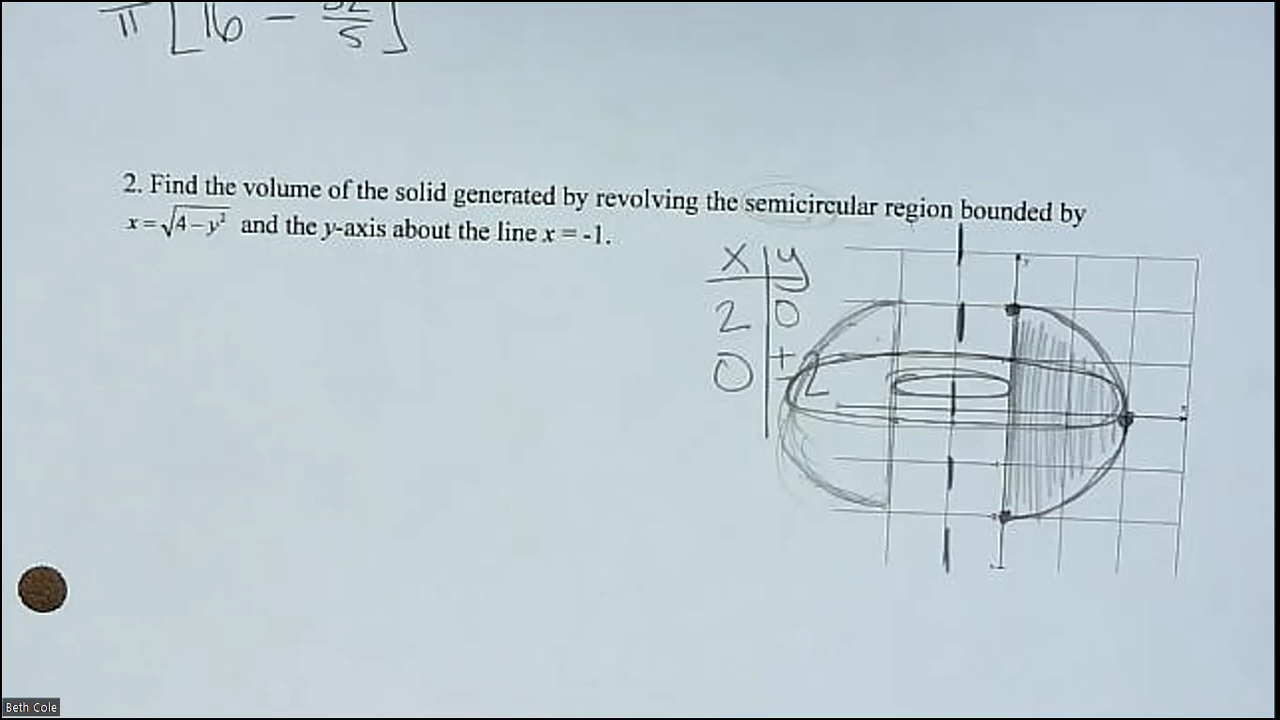 π [16 - 32/5]
2. Find the volume of the solid generated by revolving the semicircular region bounded by
x = √4 - y² and the y-axis about the line x = -1.
x | y
2 | 0
0 | ±2
Beth Cole